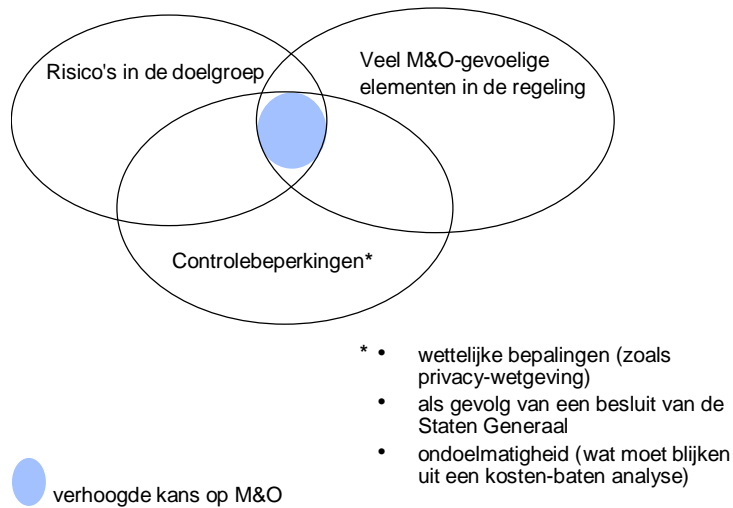 Risico's in de doelgroep
Veel M&O-gevoelige
elementen in de regeling
Controlebeperkingen*
* • wettelijke bepalingen (zoals
privacy-wetgeving)
• als gevolg van een besluit van de
Staten Generaal
• ondoelmatigheid (wat moet blijken
uit een kosten-baten analyse)
verhoogde kans op M&O